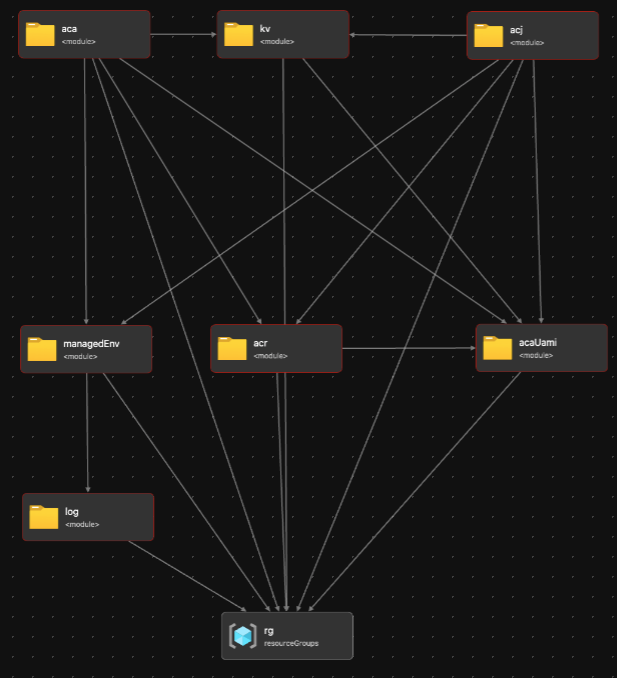 aca
<module>
kv
<module>
acj
<module>
managedEnv
<module>
acr
<module>
acaUami
<module>
log
<module>
rg
resourceGroups